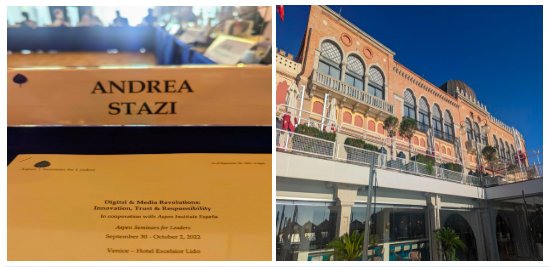 ANDREA
STAZI
Digital & Media Revolutions:
Innovation, Trust & Responsibility
In cooperation with Aspen Institute España
Aspen Seminars for Leaders
September 30 - October 2, 2022
Venice - Hotel Excelsior Lido